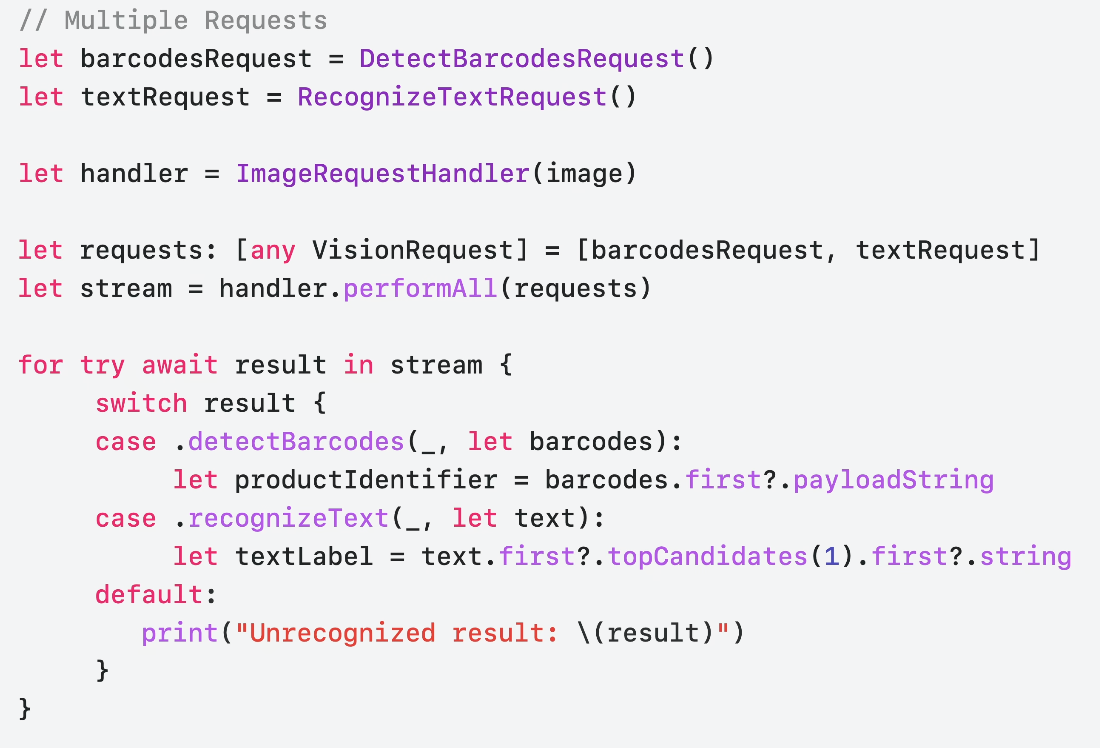 // Multiple Requests
let barcodesRequest = DetectBarcodesRequest()
let textRequest = RecognizeTextRequest()
let handler = ImageRequestHandler(image)
let requests: [any VisionRequest] = [barcodesRequest, textRequest]
let stream = handler.performAll(requests)
for try await result in stream {
switch result {
case .detectBarcodes(_, let barcodes):
let productIdentifier = barcodes.first?.payloadString
case .recognizeText(_, let text):
let textLabel = text.first?.topCandidates(1).first?.string
default:
print("Unrecognized result: \(result)")
}
}